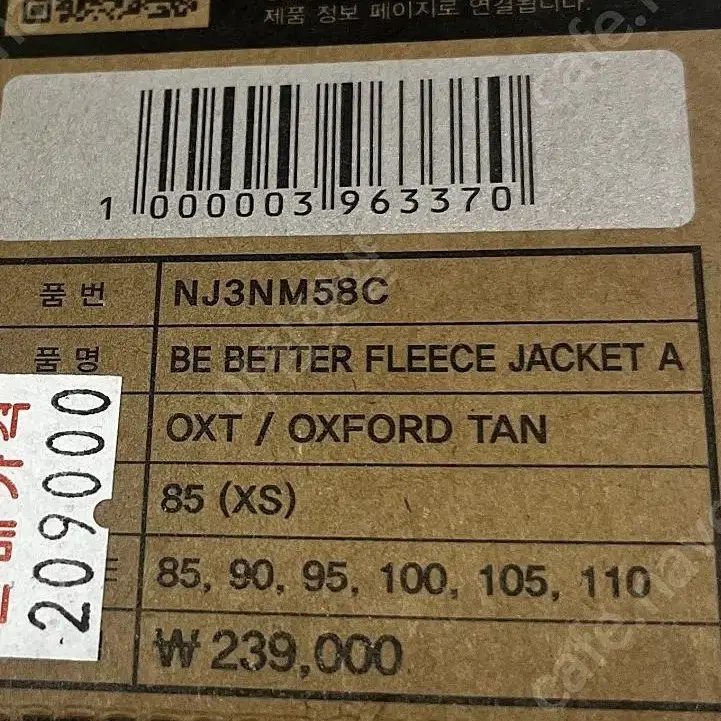 제품 정보 페이지로 연결됩니다.
1 000003 963370
품 번 NJ3NM58C
품 명 BE BETTER FLEECE JACKET A
OXT / OXFORD TAN
85 (XS)
85, 90, 95, 100, 105, 110
₩ 239,000
209000